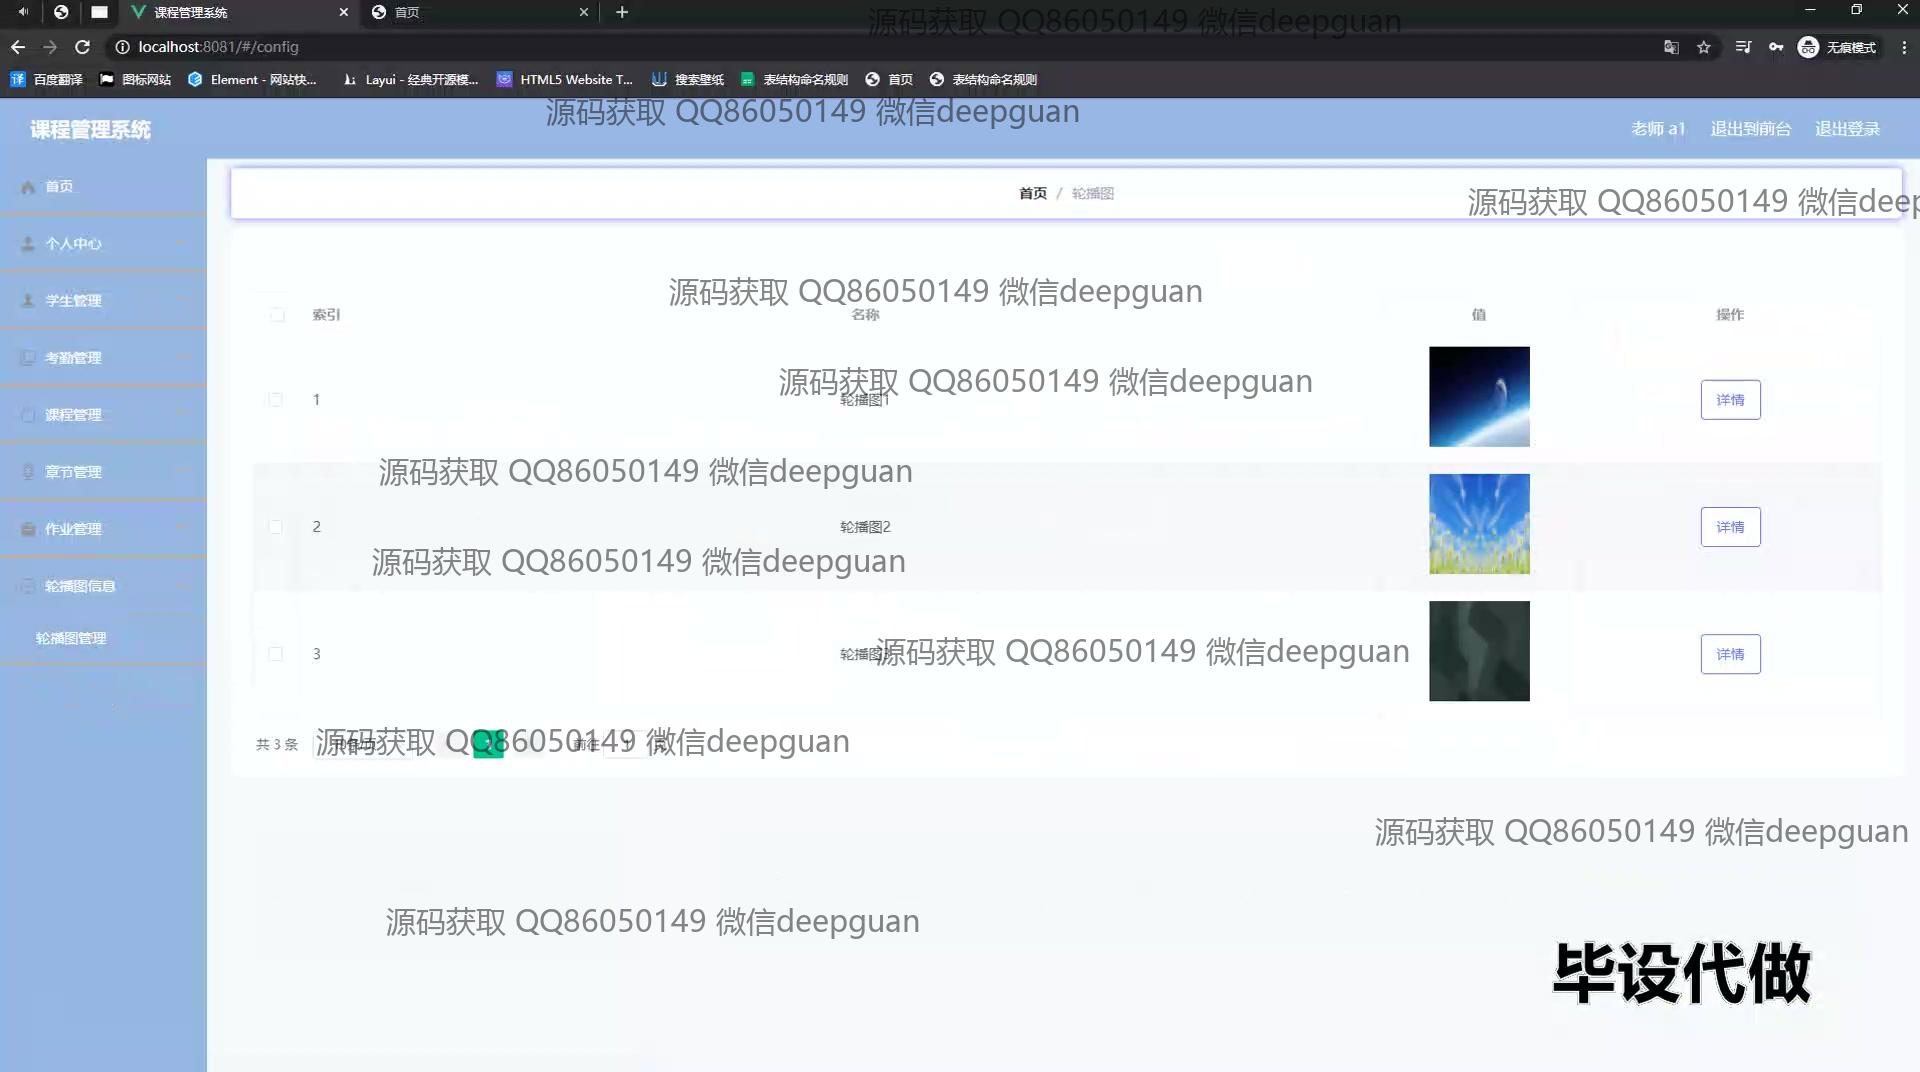 课程管理系统
首页
源码获取 QQ86050149 微信deepguan
localhost:8081/#/config
无痕模式
百度翻译
图标网站
Element - 网站快...
Layui - 经典开源模...
HTML5 Website T...
搜索壁纸
表结构命名规则
首页
表结构命名规则
源码获取 QQ86050149 微信deepguan
课程管理系统
老师 a1
退出到前台
退出登录
首页
首页 / 轮播图
源码获取 QQ86050149 微信deep
个人中心
学生管理
源码获取 QQ86050149 微信deepguan
索引
名称
值
操作
考勤管理
源码获取 QQ86050149 微信deepguan
1
轮播图1
详情
课程管理
章节管理
源码获取 QQ86050149 微信deepguan
作业管理
2
轮播图2
详情
源码获取 QQ86050149 微信deepguan
轮播图信息
轮播图管理
3
轮播图
源码获取 QQ86050149 微信deepguan
详情
共 3 条
源码获取 QQ86050149 微信deepguan
前往
源码获取 QQ86050149 微信deepguan
源码获取 QQ86050149 微信deepguan
毕设代做